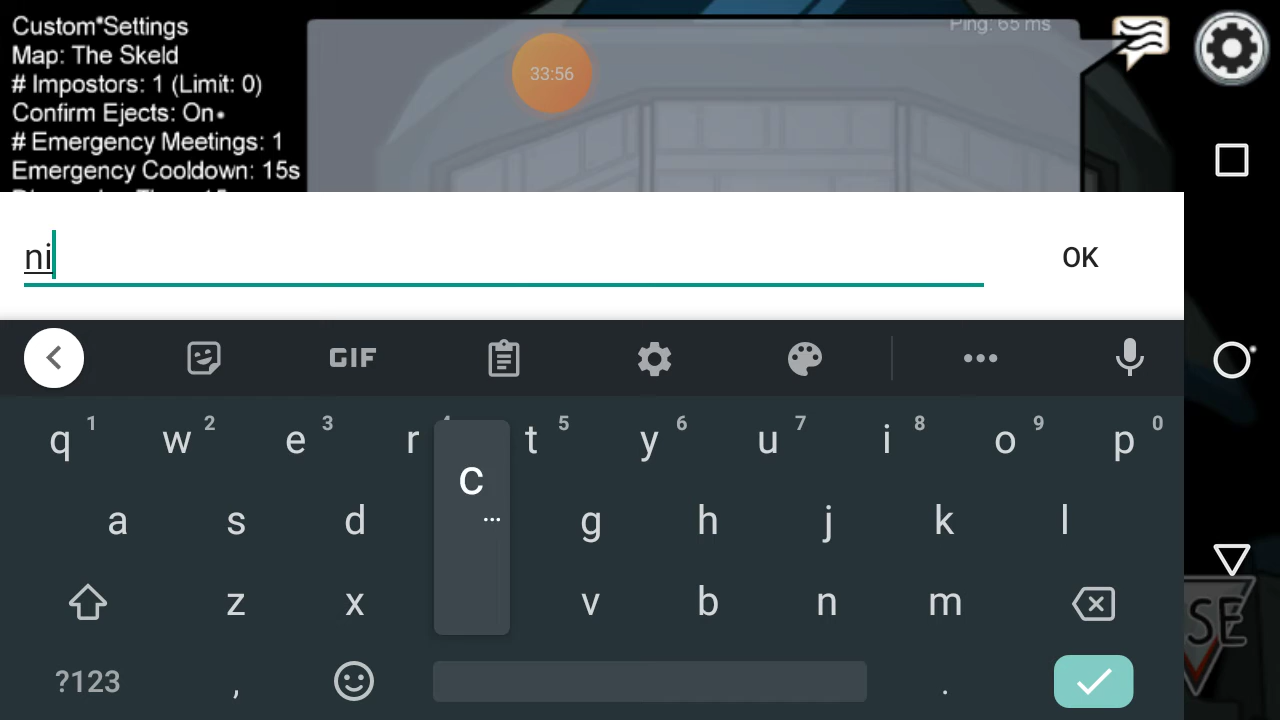 Custom Settings
Map: The Skeld
# Impostors: 1 (Limit: 0)
Confirm Ejects: On
# Emergency Meetings: 1
Emergency Cooldown: 15s
Ping: 65 ms
33:56
ni
OK
GIF
q 1 w 2 e 3 r t 5 y 6 u 7 i 8 o 9 p 0
a s d g h j k l
c
z x v b n m
?123 , .
SE